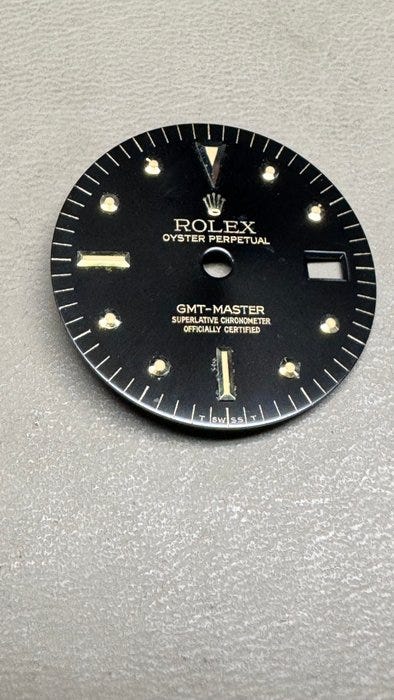 ROLEX
OYSTER PERPETUAL
GMT-MASTER
SUPERLATIVE CHRONOMETER
OFFICIALLY CERTIFIED
T SWISS T